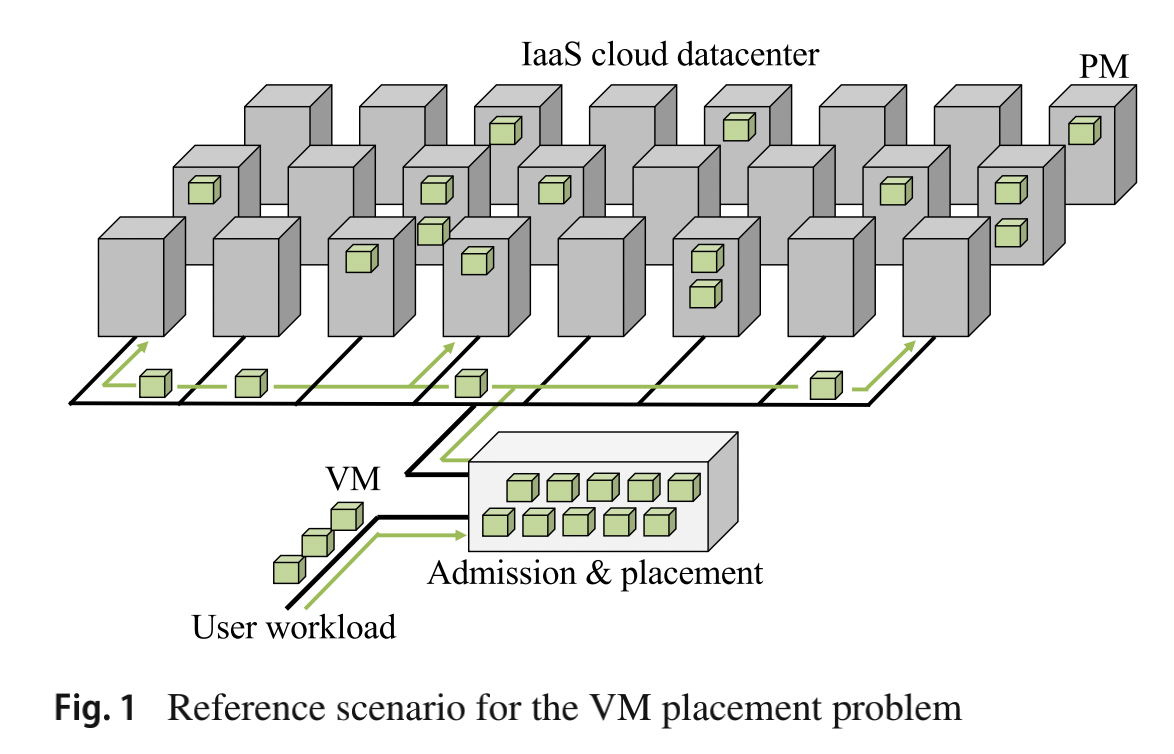 IaaS cloud datacenter
PM
VM
Admission & placement
User workload
Fig. 1 Reference scenario for the VM placement problem